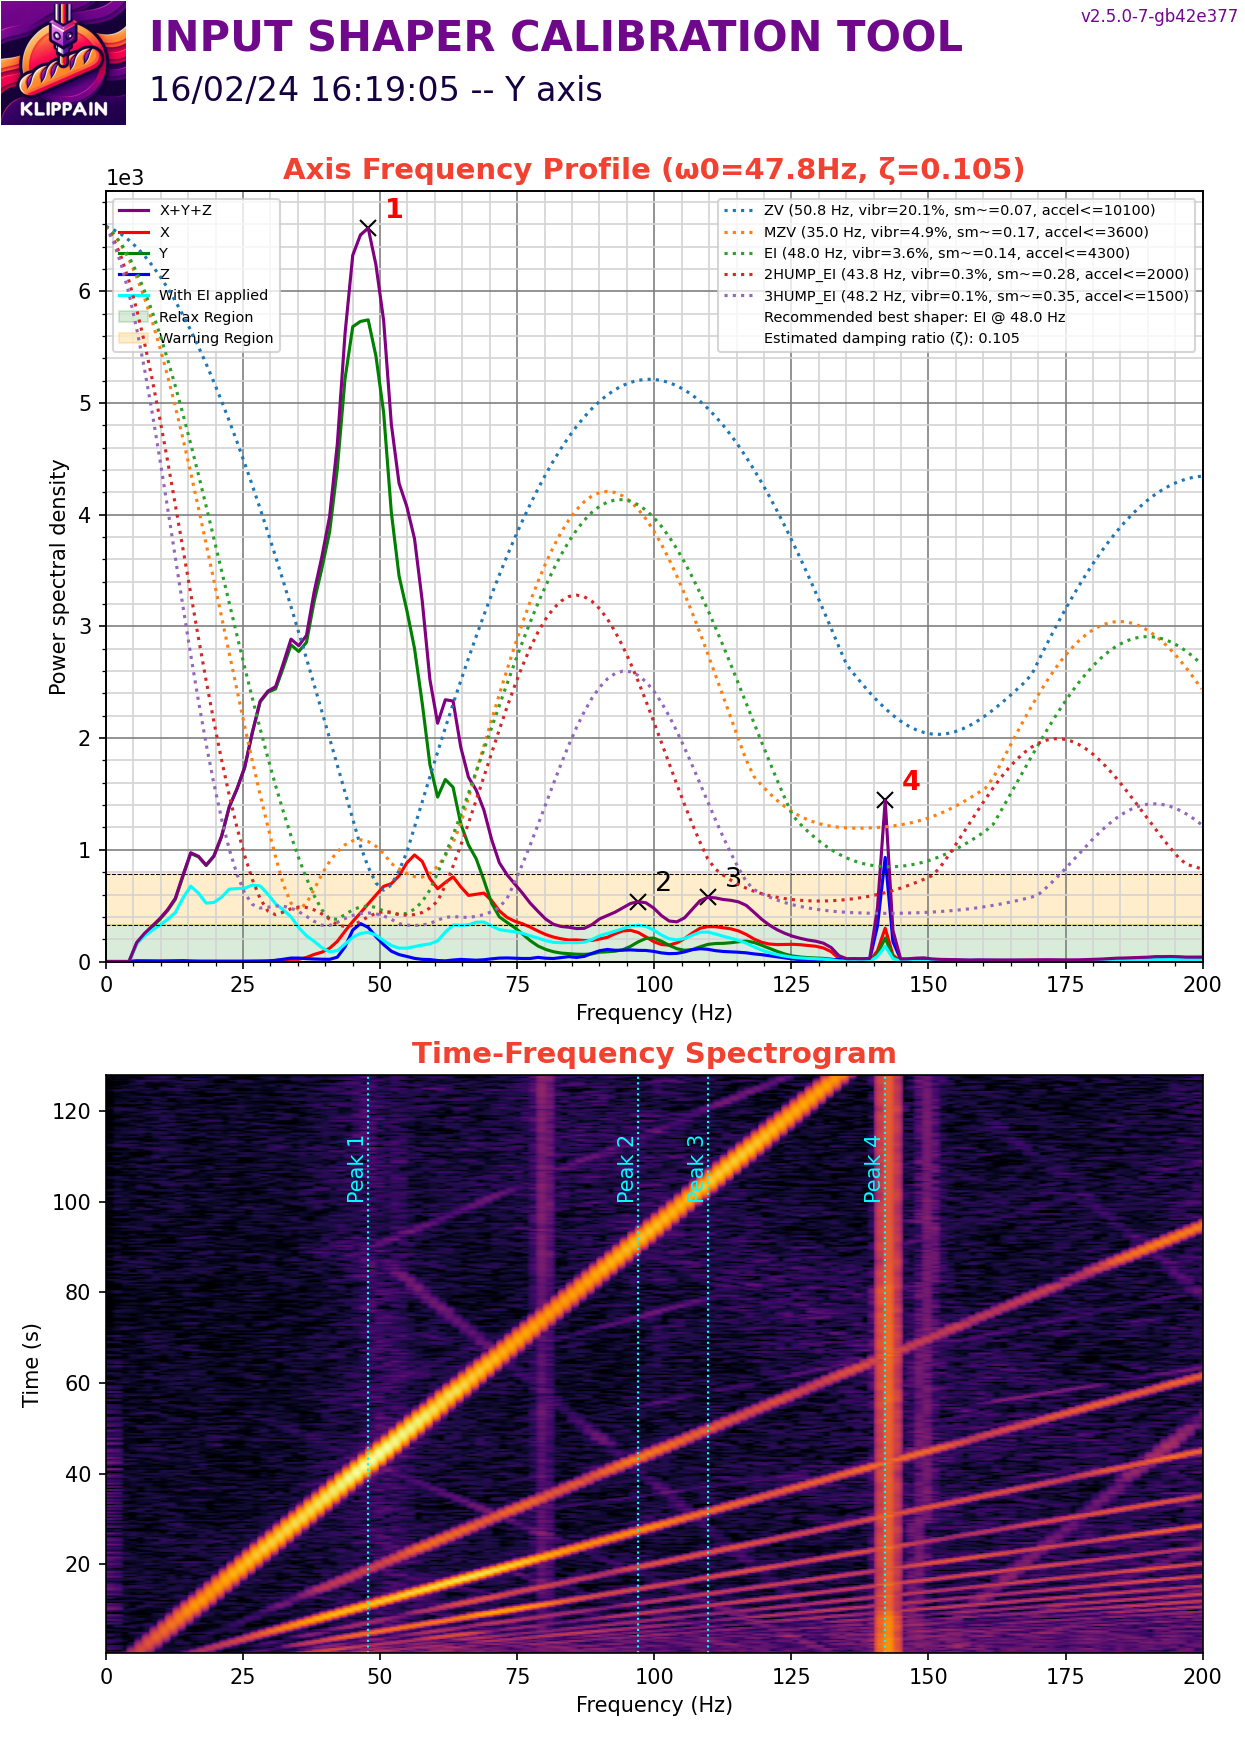 KLIPPAIN
INPUT SHAPER CALIBRATION TOOL
v2.5.0-7-gb42e377
16/02/24 16:19:05 -- Y axis
Axis Frequency Profile (ω0=47.8Hz, ζ=0.105)
1e3
X+Y+Z
X
Y
Z
With EI applied
Relax Region
Warning Region
ZV (50.8 Hz, vibr=20.1%, sm~=0.07, accel<=10100)
MZV (35.0 Hz, vibr=4.9%, sm~=0.17, accel<=3600)
EI (48.0 Hz, vibr=3.6%, sm~=0.14, accel<=4300)
2HUMP_EI (43.8 Hz, vibr=0.3%, sm~=0.28, accel<=2000)
3HUMP_EI (48.2 Hz, vibr=0.1%, sm~=0.35, accel<=1500)
Recommended best shaper: EI @ 48.0 Hz
Estimated damping ratio (ζ): 0.105
1
2
3
4
Power spectral density
6
5
4
3
2
1
0
0 25 50 75 100 125 150 175 200
Frequency (Hz)
Time-Frequency Spectrogram
Time (s)
120
100
80
60
40
20
Peak 1
Peak 2
Peak 3
Peak 4
0 25 50 75 100 125 150 175 200
Frequency (Hz)